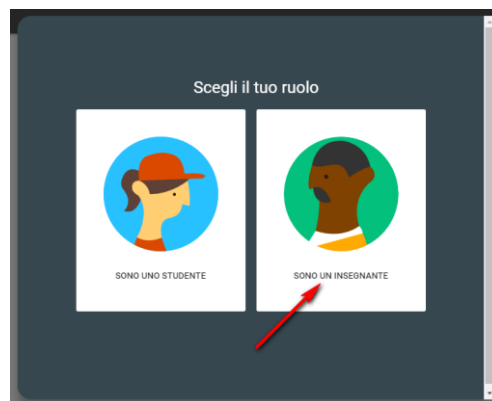 Scegli il tuo ruolo
SONO UNO STUDENTE
SONO UN INSEGNANTE